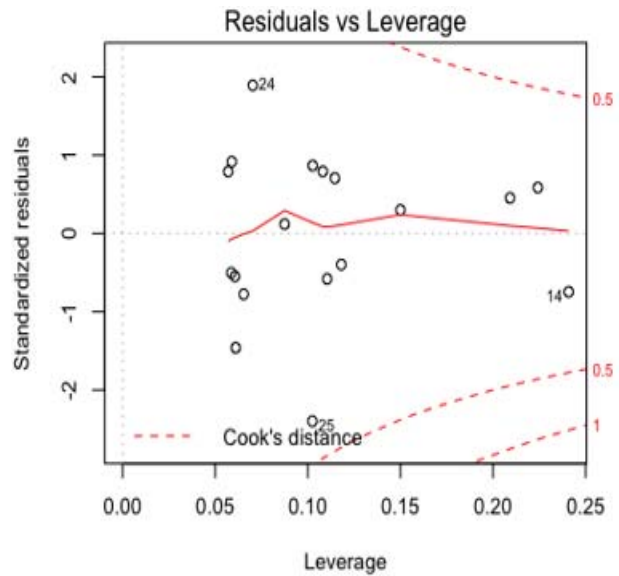 Residuals vs Leverage
Standardized residuals
2
1
0
-1
-2
24
0.5
14
0.5
25
1
Cook's distance
0.00 0.05 0.10 0.15 0.20 0.25
Leverage